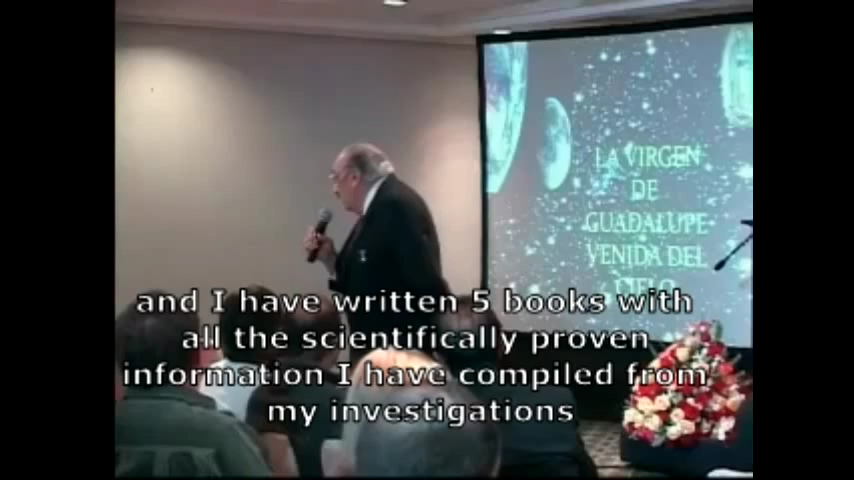 LA VIRGEN
DE
GUADALUPE
VENIDA DEL
CIELO
and I have written 5 books with
all the scientifically proven
information I have compiled from
my investigations